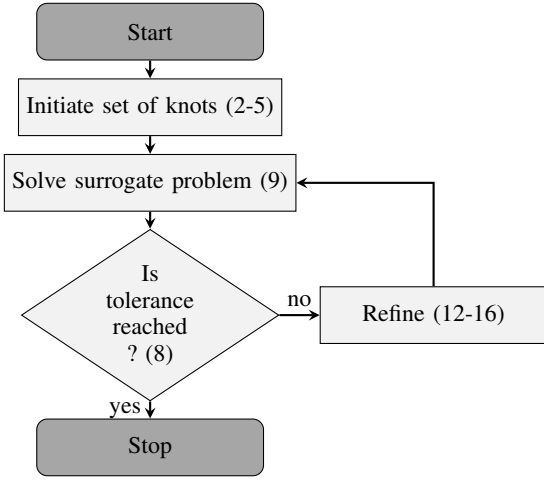 Start
Initiate set of knots (2-5)
Solve surrogate problem (9)
Is
tolerance
reached
? (8)
no
Refine (12-16)
yes
Stop